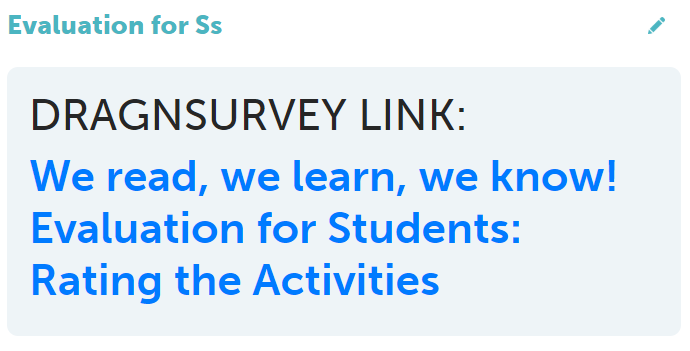 Evaluation for Ss
DRAGNSURVEY LINK:
We read, we learn, we know!
Evaluation for Students:
Rating the Activities